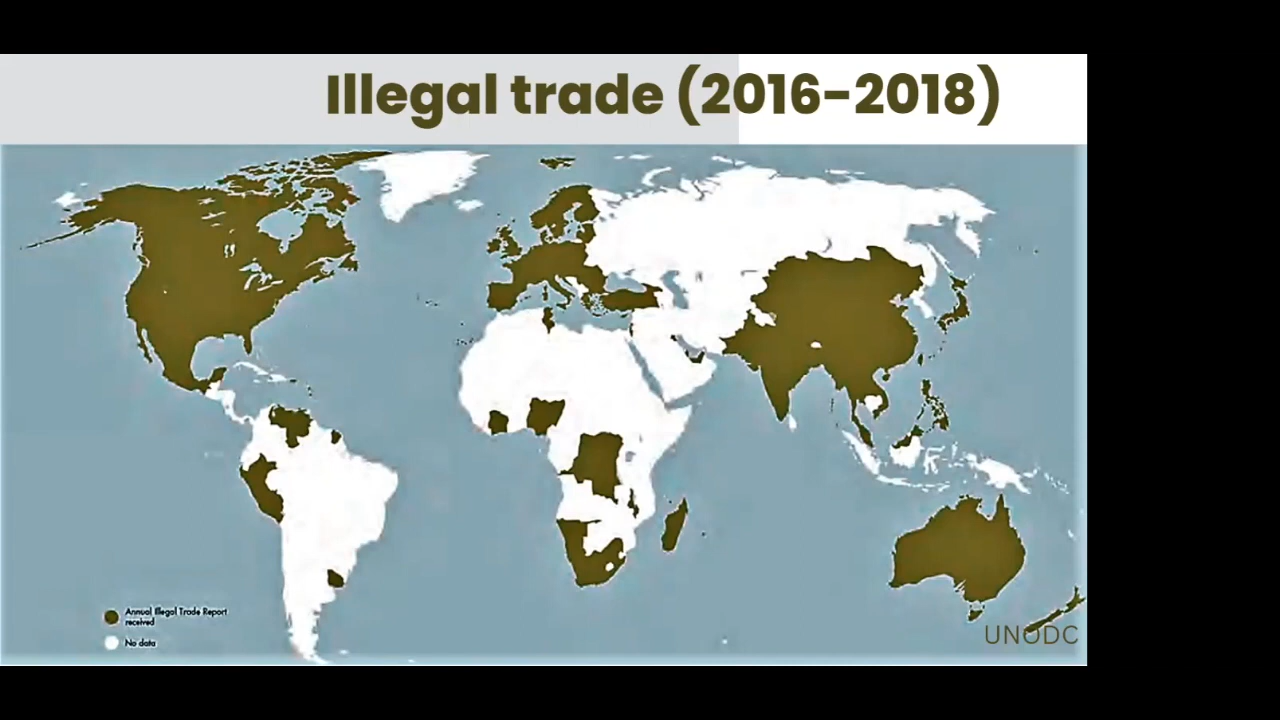 Illegal trade (2016-2018)
Annual Illegal Trade Report
received
No data
UNODC